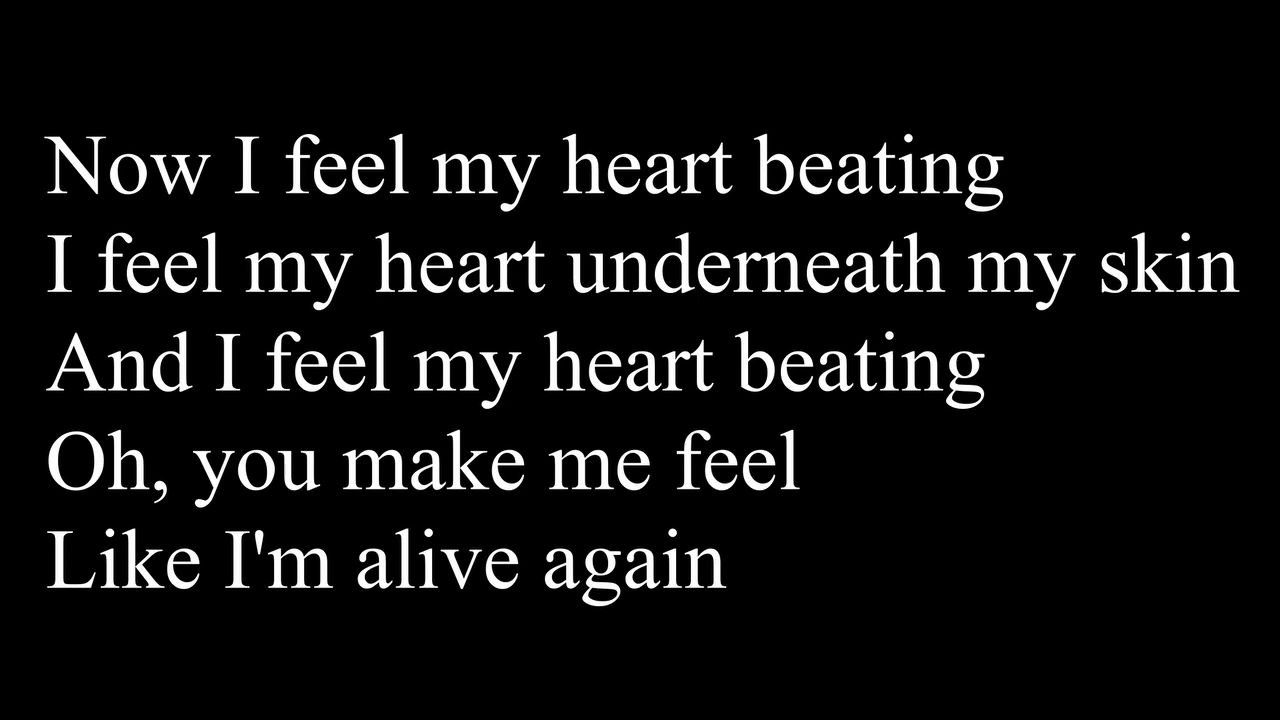 Now I feel my heart beating
I feel my heart underneath my skin
And I feel my heart beating
Oh, you make me feel
Like I'm alive again